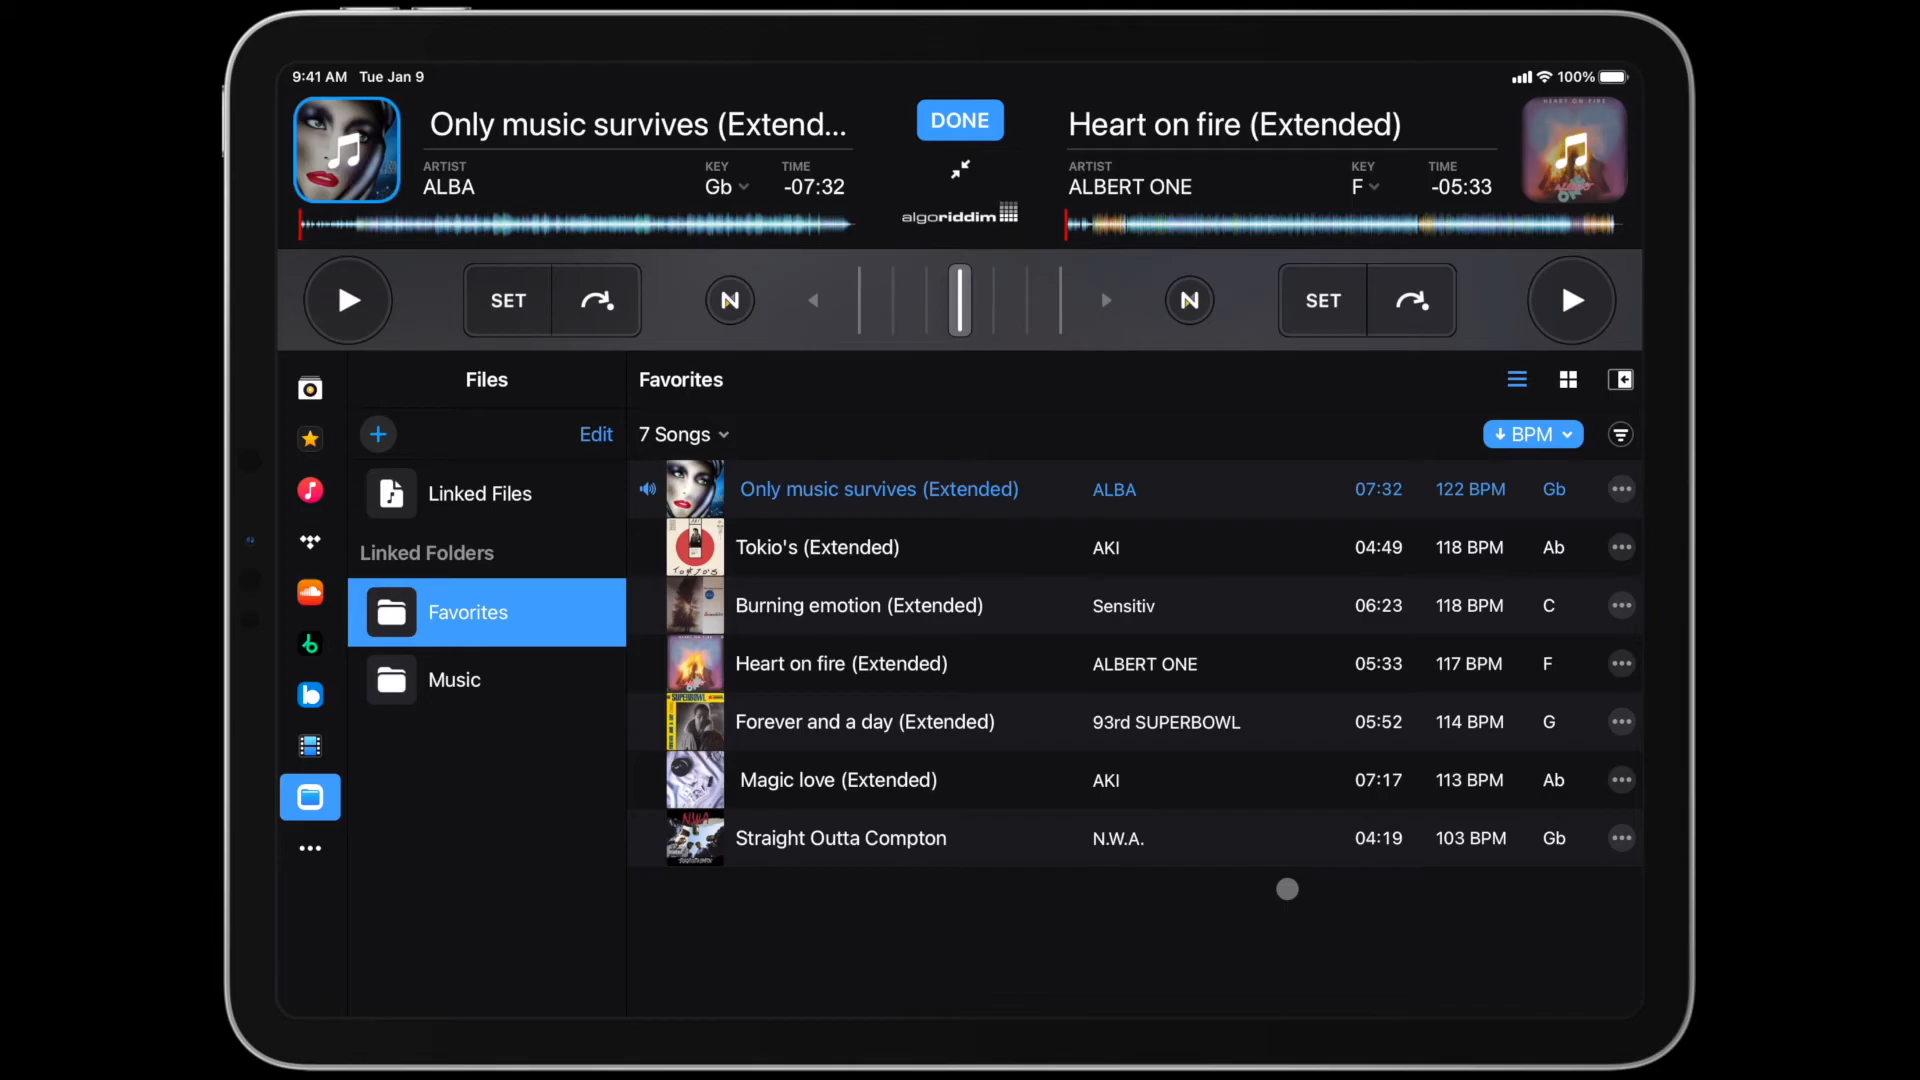 9:41 AM Tue Jan 9
100%
Only music survives (Extend...
DONE
Heart on fire (Extended)
HEART ON FIRE
ARTIST KEY TIME
ALBA Gb -07:32
ARTIST KEY TIME
ALBERT ONE F -05:33
algoriddim
SET
N
N
SET
Files
Favorites
Edit
7 Songs
BPM
Linked Files
Linked Folders
Favorites
Music
Only music survives (Extended) ALBA 07:32 122 BPM Gb
Tokio's (Extended) AKI 04:49 118 BPM Ab
Burning emotion (Extended) Sensitiv 06:23 118 BPM C
Heart on fire (Extended) ALBERT ONE 05:33 117 BPM F
SUPERBOWL
Forever and a day (Extended) 93rd SUPERBOWL 05:52 114 BPM G
Magic love (Extended) AKI 07:17 113 BPM Ab
N.W.A
Straight Outta Compton N.W.A. 04:19 103 BPM Gb